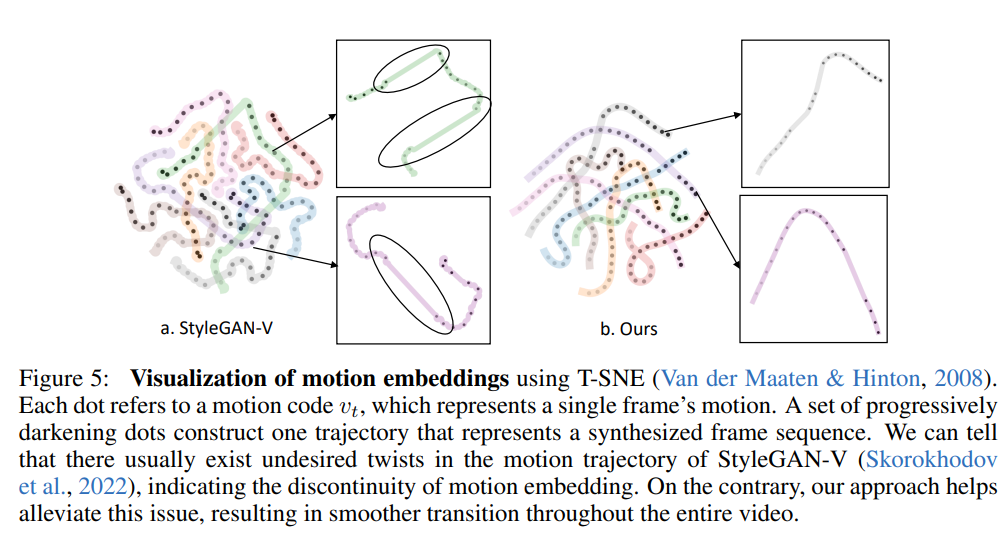 a. StyleGAN-V
b. Ours
Figure 5: Visualization of motion embeddings using T-SNE (Van der Maaten & Hinton, 2008).
Each dot refers to a motion code vₜ, which represents a single frame's motion. A set of progressively
darkening dots construct one trajectory that represents a synthesized frame sequence. We can tell
that there usually exist undesired twists in the motion trajectory of StyleGAN-V (Skorokhodov
et al., 2022), indicating the discontinuity of motion embedding. On the contrary, our approach helps
alleviate this issue, resulting in smoother transition throughout the entire video.